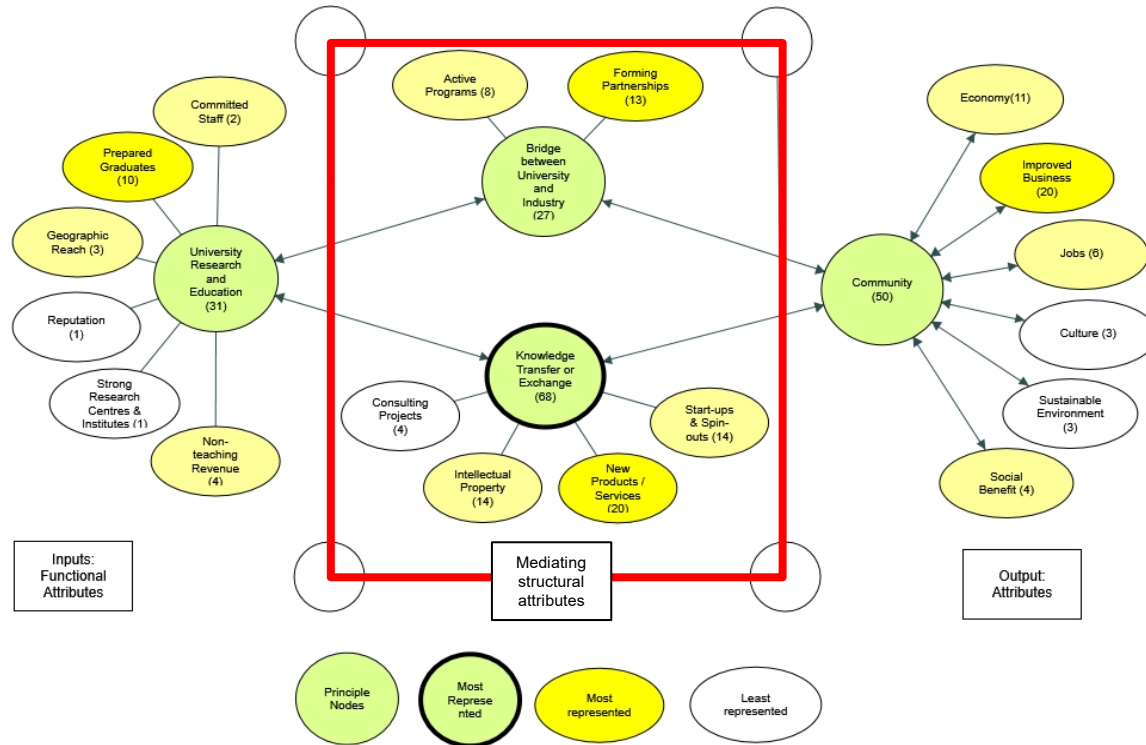 Committed
Staff (2)
Prepared
Graduates
(10)
Geographic
Reach (3)
Reputation
(1)
Strong
Research
Centres &
Institutes (1)
Non-
teaching
Revenue
(4)
University
Research
and
Education
(31)
Active
Programs (8)
Forming
Partnerships
(13)
Bridge
between
University
and
Industry
(27)
Knowledge
Transfer or
Exchange
(68)
Consulting
Projects
(4)
Intellectual
Property
(14)
New
Products /
Services
(20)
Start-ups
& Spin-
outs (14)
Community
(50)
Economy(11)
Improved
Business
(20)
Jobs (6)
Culture (3)
Sustainable
Environment
(3)
Social
Benefit (4)
Inputs:
Functional
Attributes
Mediating
structural
attributes
Output:
Attributes
Principle
Nodes
Most
Represe
nted
Most
represented
Least
represented